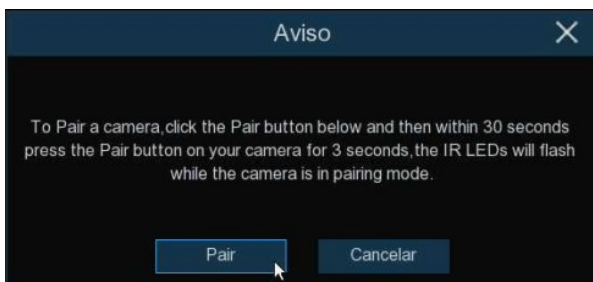 Aviso
To Pair a camera,click the Pair button below and then within 30 seconds
press the Pair button on your camera for 3 seconds,the IR LEDs will flash
while the camera is in pairing mode.
Pair Cancelar